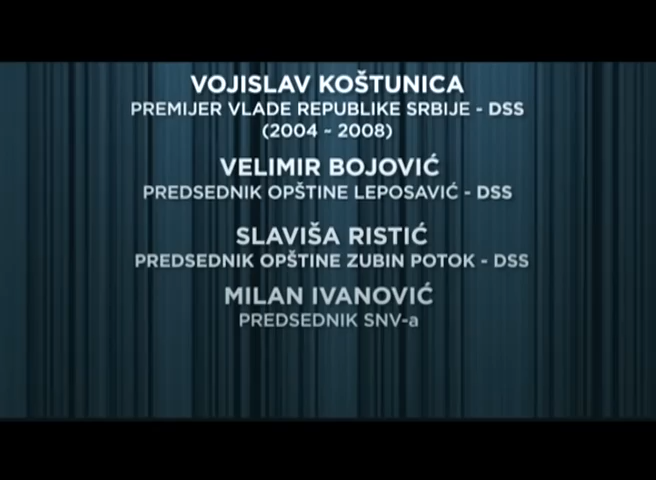 VOJISLAV KOŠTUNICA
PREMIJER VLADE REPUBLIKE SRBIJE - DSS
(2004 - 2008)
VELIMIR BOJOVIĆ
PREDSEDNIK OPŠTINE LEPOSAVIĆ - DSS
SLAVIŠA RISTIĆ
PREDSEDNIK OPŠTINE ZUBIN POTOK - DSS
MILAN IVANOVIĆ
PREDSEDNIK SNV-a